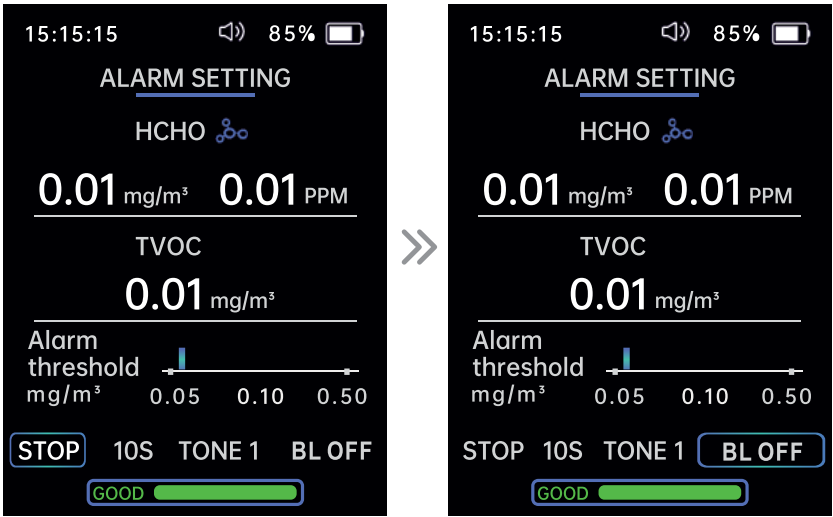 15:15:15 85%
ALARM SETTING
HCHO
0.01 mg/m³ 0.01 PPM
TVOC
0.01 mg/m³
Alarm
threshold
mg/m³ 0.05 0.10 0.50
STOP 10S TONE 1 BL OFF
GOOD
15:15:15 85%
ALARM SETTING
HCHO
0.01 mg/m³ 0.01 PPM
TVOC
0.01 mg/m³
Alarm
threshold
mg/m³ 0.05 0.10 0.50
STOP 10S TONE 1 BL OFF
GOOD